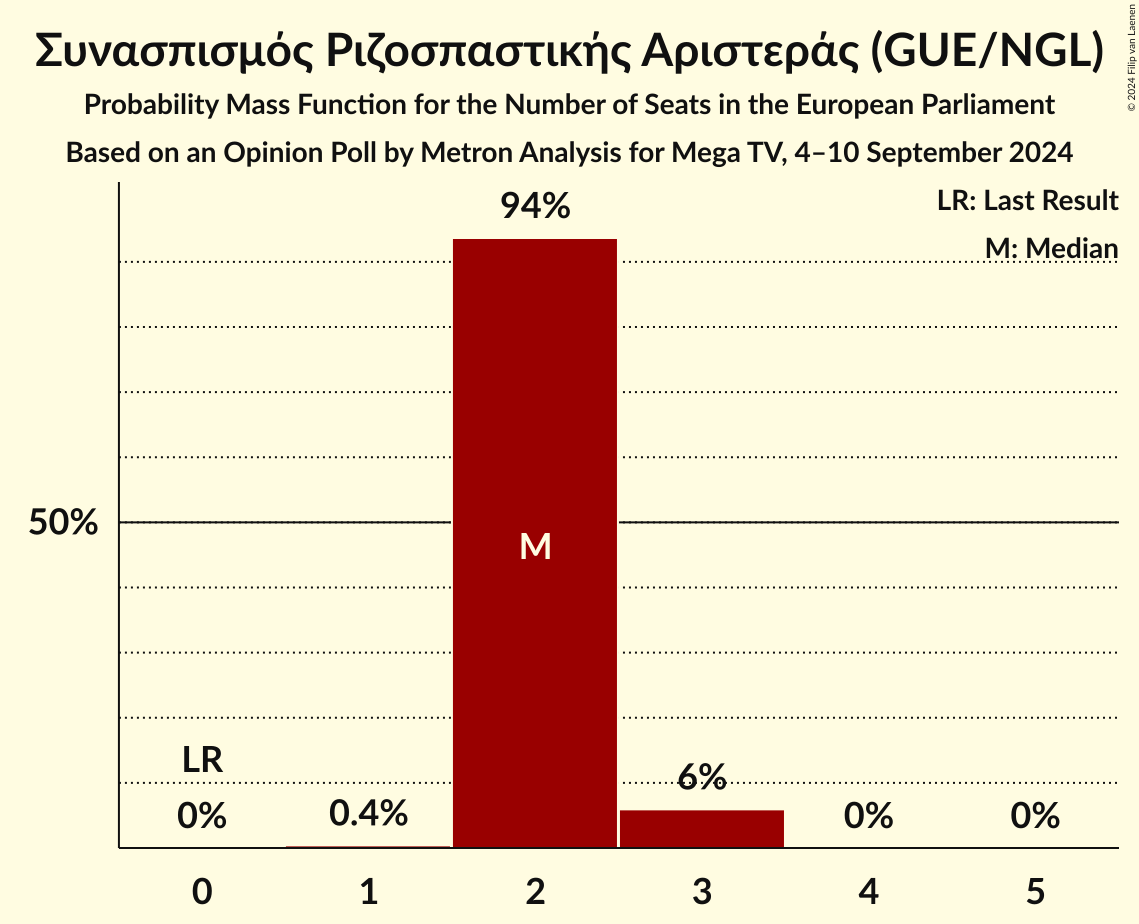 Συνασπισμός Ριζοσπαστικής Αριστεράς (GUE/NGL)
Probability Mass Function for the Number of Seats in the European Parliament
Based on an Opinion Poll by Metron Analysis for Mega TV, 4–10 September 2024
© 2024 Filip van Laenen
LR: Last Result
M: Median
94%
50%
M
LR
0%
0.4%
6%
0%
0%
0 1 2 3 4 5